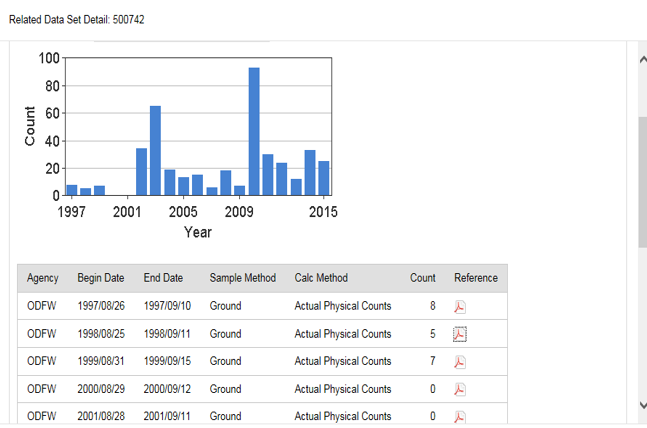 Related Data Set Detail: 500742
100
80
60
40
20
0
Count
1997 2001 2005 2009 2015
Year
Agency Begin Date End Date Sample Method Calc Method Count Reference
ODFW 1997/08/26 1997/09/10 Ground Actual Physical Counts 8
ODFW 1998/08/25 1998/09/11 Ground Actual Physical Counts 5
ODFW 1999/08/31 1999/09/15 Ground Actual Physical Counts 7
ODFW 2000/08/29 2000/09/12 Ground Actual Physical Counts 0
ODFW 2001/08/28 2001/09/11 Ground Actual Physical Counts 0